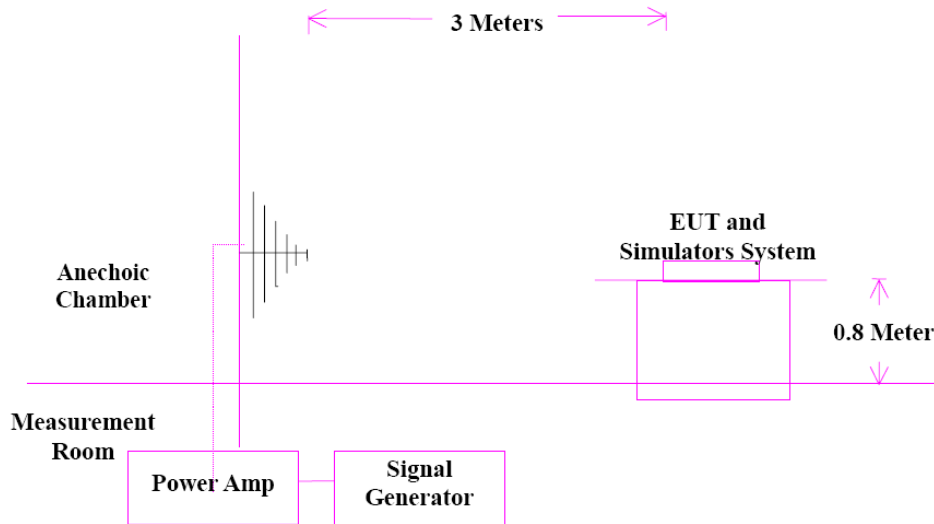 3 Meters
EUT and
Simulators System
Anechoic
Chamber
0.8 Meter
Measurement
Room
Power Amp
Signal
Generator